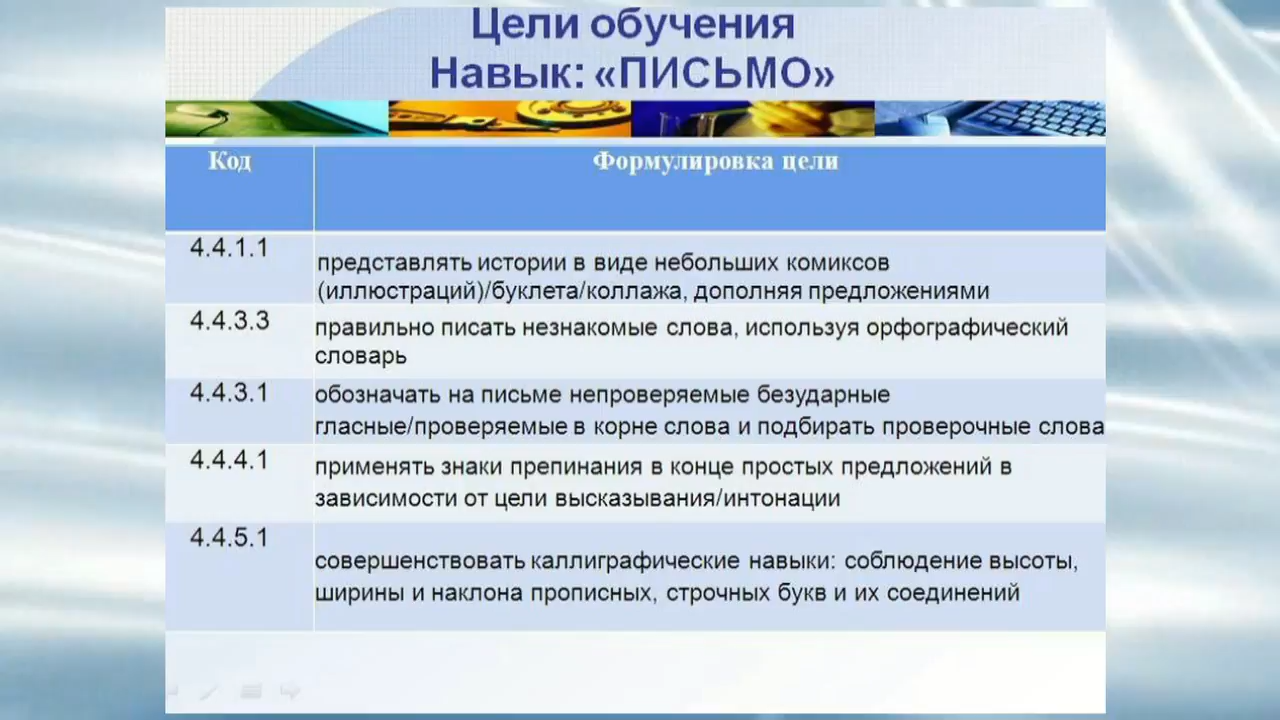 Цели обучения
Навык: «ПИСЬМО»
Код
Формулировка цели
4.4.1.1
представлять истории в виде небольших комиксов
(иллюстраций)/буклета/коллажа, дополняя предложениями
4.4.3.3
правильно писать незнакомые слова, используя орфографический
словарь
4.4.3.1
обозначать на письме непроверяемые безударные
гласные/проверяемые в корне слова и подбирать проверочные слова
4.4.4.1
применять знаки препинания в конце простых предложений в
зависимости от цели высказывания/интонации
4.4.5.1
совершенствовать каллиграфические навыки: соблюдение высоты,
ширины и наклона прописных, строчных букв и их соединений